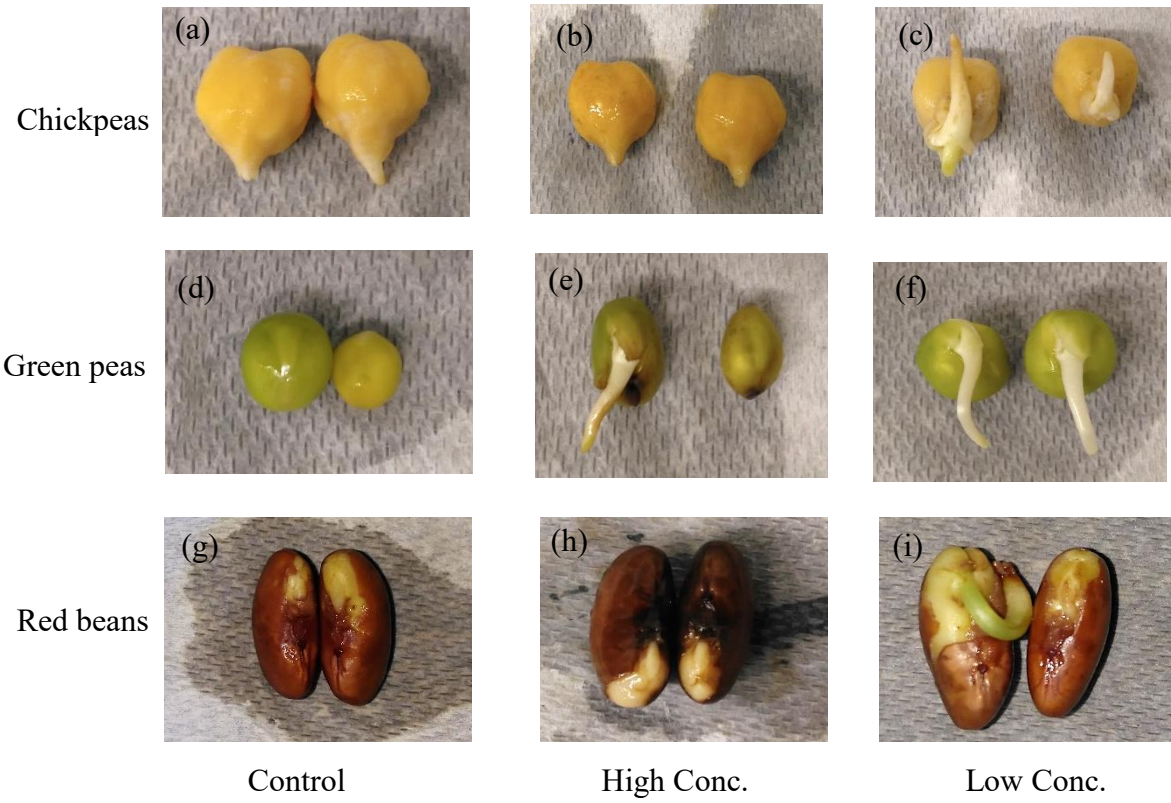 (a)
(b)
(c)
Chickpeas
(d)
(e)
(f)
Green peas
(g)
(h)
(i)
Red beans
Control
High Conc.
Low Conc.